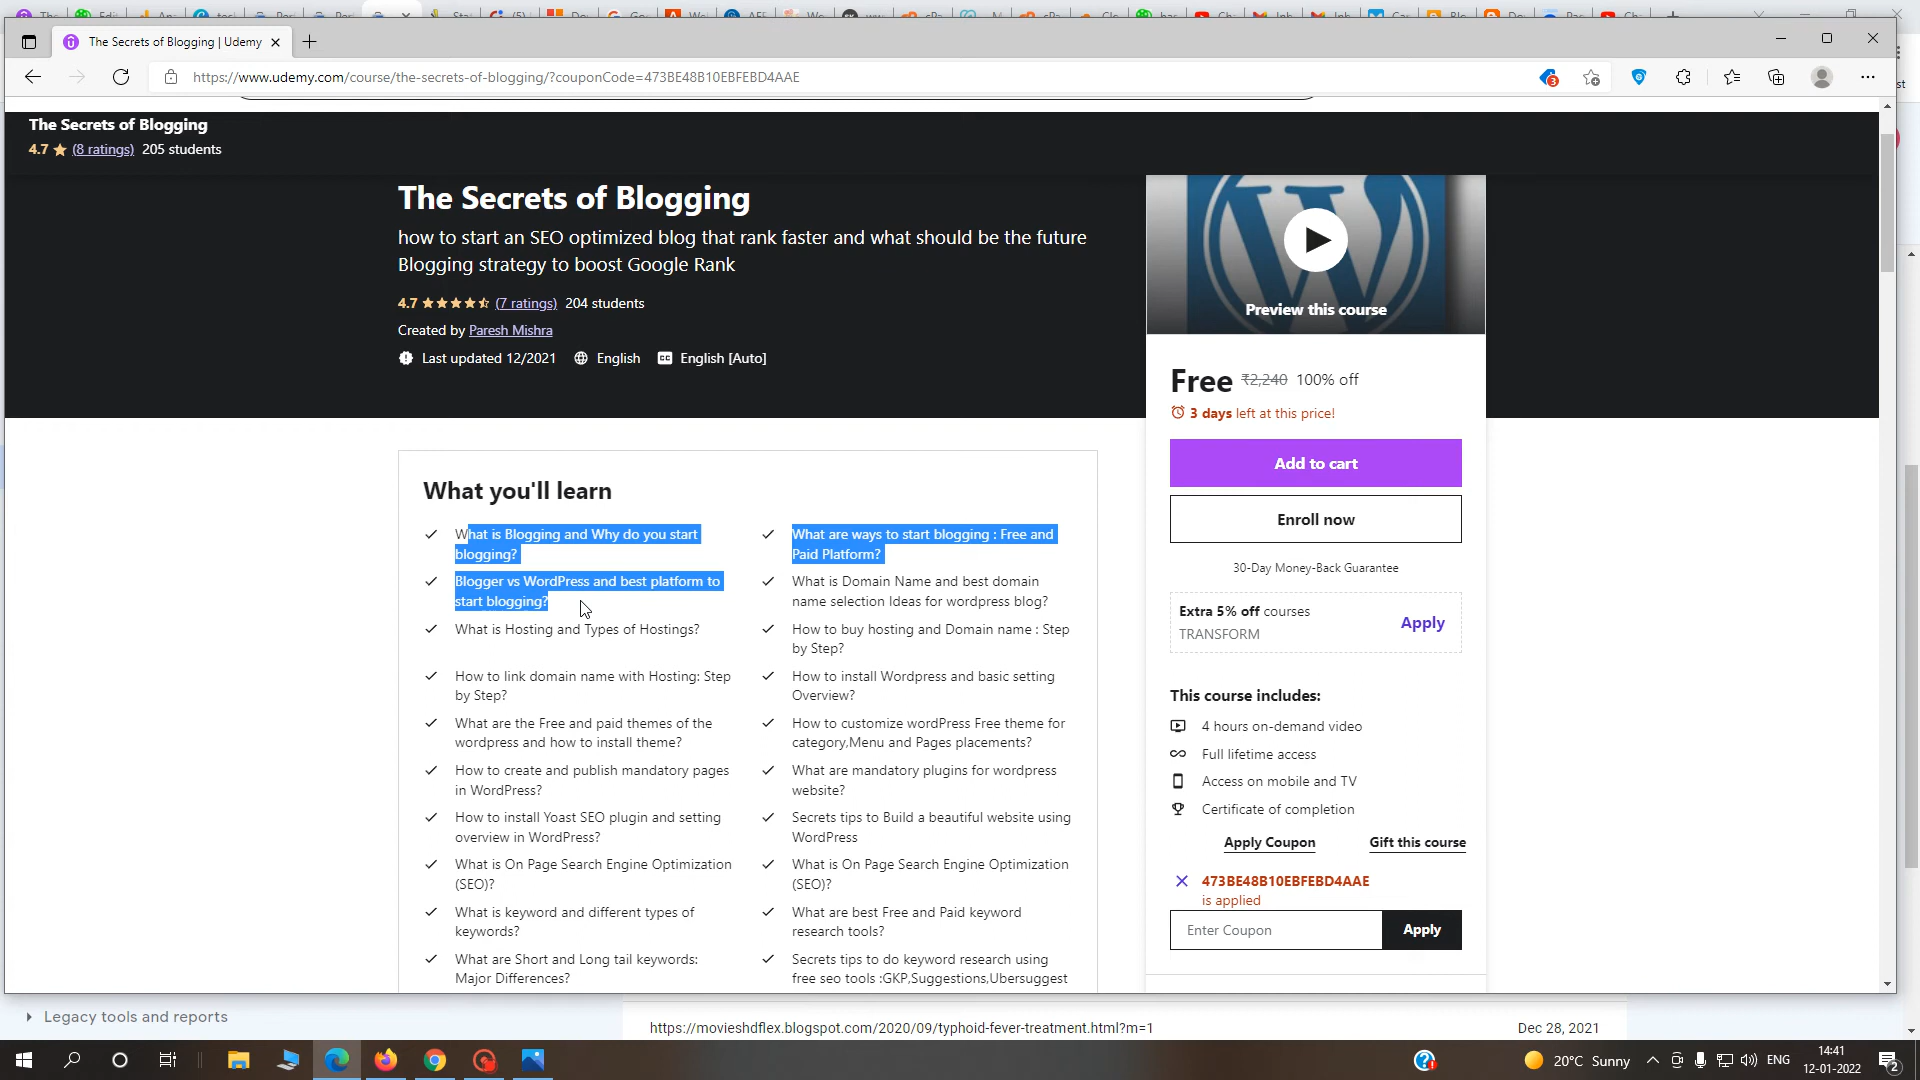 The Secrets of Blogging | Udemy
https://www.udemy.com/course/the-secrets-of-blogging/?couponCode=473BE48B10EBFEBD4AAE
3
The Secrets of Blogging
4.7 (8 ratings) 205 students
The Secrets of Blogging
how to start an SEO optimized blog that rank faster and what should be the future
Blogging strategy to boost Google Rank
4.7 (7 ratings) 204 students
Created by Paresh Mishra
Last updated 12/2021 English CC English [Auto]
Preview this course
Free ₹2,240 100% off
3 days left at this price!
Add to cart
Enroll now
30-Day Money-Back Guarantee
Extra 5% off courses
TRANSFORM
Apply
This course includes:
4 hours on-demand video
Full lifetime access
Access on mobile and TV
Certificate of completion
Apply Coupon Gift this course
473BE48B10EBFEBD4AAE
is applied
Enter Coupon Apply
What you'll learn
What is Blogging and Why do you start
blogging?
What are ways to start blogging : Free and
Paid Platform?
Blogger vs WordPress and best platform to
start blogging?
What is Domain Name and best domain
name selection Ideas for wordpress blog?
What is Hosting and Types of Hostings?
How to buy hosting and Domain name : Step
by Step?
How to link domain name with Hosting: Step
by Step?
How to install Wordpress and basic setting
Overview?
What are the Free and paid themes of the
wordpress and how to install theme?
How to customize wordPress Free theme for
category,Menu and Pages placements?
How to create and publish mandatory pages
in WordPress?
What are mandatory plugins for wordpress
website?
How to install Yoast SEO plugin and setting
overview in WordPress?
Secrets tips to Build a beautiful website using
WordPress
What is On Page Search Engine Optimization
(SEO)?
What is On Page Search Engine Optimization
(SEO)?
What is keyword and different types of
keywords?
What are best Free and Paid keyword
research tools?
What are Short and Long tail keywords:
Major Differences?
Secrets tips to do keyword research using
free seo tools :GKP,Suggestions,Ubersuggest
Legacy tools and reports
https://movieshdflex.blogspot.com/2020/09/typhoid-fever-treatment.html?m=1 Dec 28, 2021
20°C Sunny
ENG
14:41
12-01-2022
2